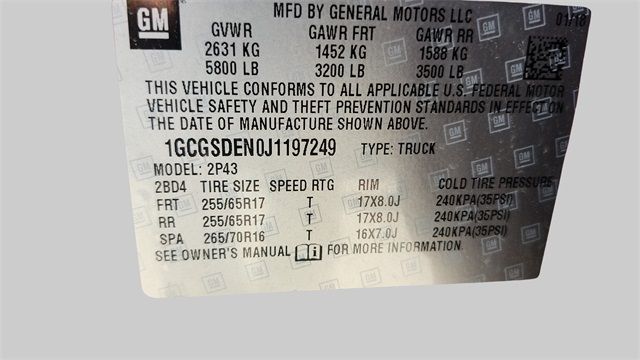 GM
MFD BY GENERAL MOTORS LLC 01/18
GVWR GAWR FRT GAWR RR
2631 KG 1452 KG 1588 KG
5800 LB 3200 LB 3500 LB
THIS VEHICLE CONFORMS TO ALL APPLICABLE U.S. FEDERAL MOTOR
VEHICLE SAFETY AND THEFT PREVENTION STANDARDS IN EFFECT ON
THE DATE OF MANUFACTURE SHOWN ABOVE.
1GCGSDEN0J1197249 TYPE: TRUCK
MODEL: 2P43
2BD4 TIRE SIZE SPEED RTG RIM COLD TIRE PRESSURE
FRT 255/65R17 T 17X8.0J 240KPA(35PSI)
RR 255/65R17 T 17X8.0J 240KPA(35PSI)
SPA 265/70R16 T 16X7.0J 240KPA(35PSI)
SEE OWNER'S MANUAL i FOR MORE INFORMATION.